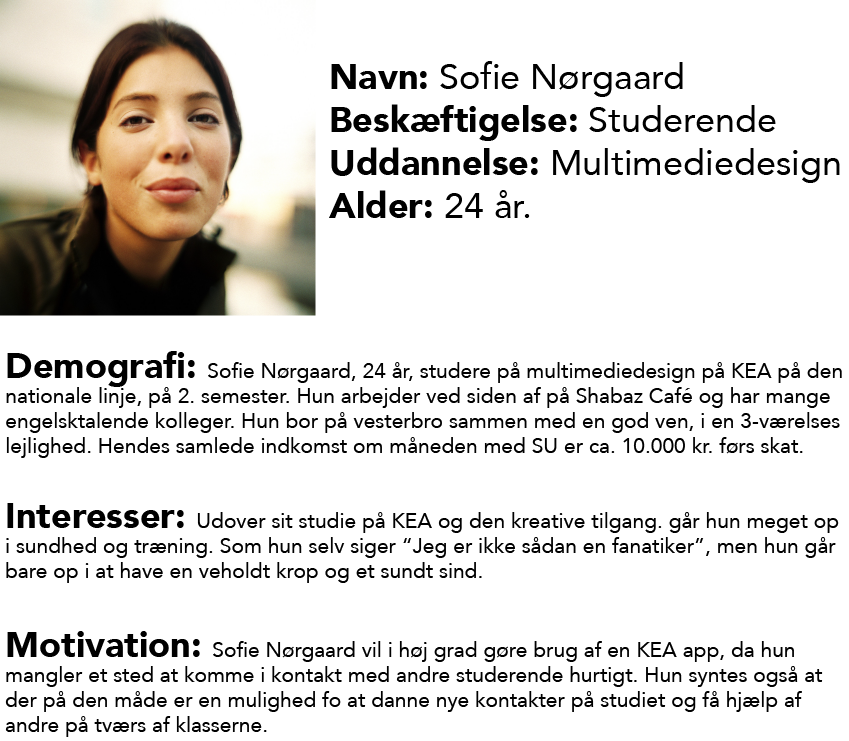 Navn: Sofie Nørgaard
Beskæftigelse: Studerende
Uddannelse: Multimediedesign
Alder: 24 år.
Demografi: Sofie Nørgaard, 24 år, studere på multimediedesign på KEA på den
nationale linje, på 2. semester. Hun arbejder ved siden af på Shabaz Café og har mange
engelsktalende kolleger. Hun bor på vesterbro sammen med en god ven, i en 3-værelses
lejlighed. Hendes samlede indkomst om måneden med SU er ca. 10.000 kr. førs skat.
Interesser: Udover sit studie på KEA og den kreative tilgang. går hun meget op
i sundhed og træning. Som hun selv siger “Jeg er ikke sådan en fanatiker”, men hun går
bare op i at have en veholdt krop og et sundt sind.
Motivation: Sofie Nørgaard vil i høj grad gøre brug af en KEA app, da hun
mangler et sted at komme i kontakt med andre studerende hurtigt. Hun syntes også at
der på den måde er en mulighed fo at danne nye kontakter på studiet og få hjælp af
andre på tværs af klasserne.